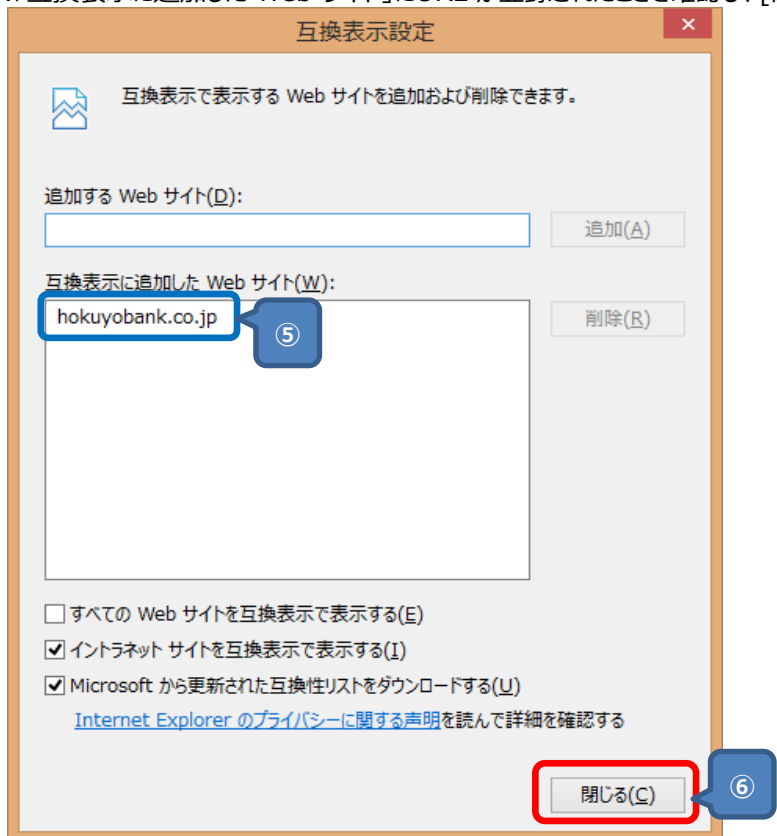 互換表示設定
互換表示で表示する Web サイトを追加および削除できます。
追加する Web サイト(D):
追加(A)
互換表示に追加した Web サイト(W):
hokuyobank.co.jp
⑤
削除(R)
すべての Web サイトを互換表示で表示する(E)
イントラネット サイトを互換表示で表示する(I)
Microsoft から更新された互換性リストをダウンロードする(U)
Internet Explorer のプライバシーに関する声明を読んで詳細を確認する
閉じる(C)
⑥